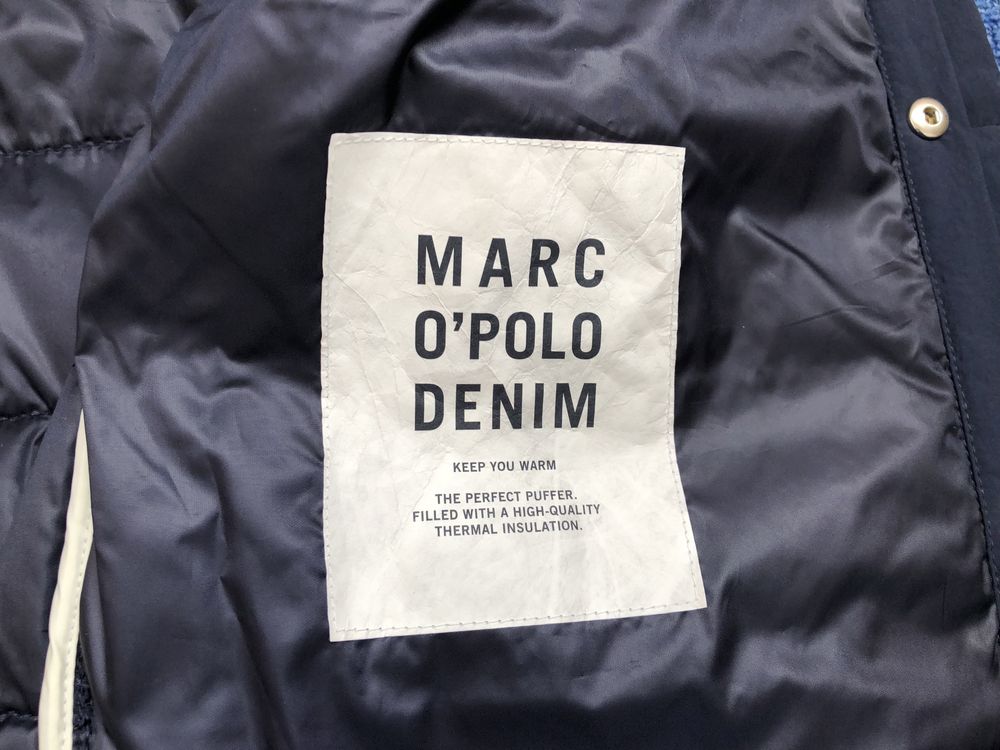 MARC
O’POLO
DENIM
KEEP YOU WARM
THE PERFECT PUFFER.
FILLED WITH A HIGH-QUALITY
THERMAL INSULATION.